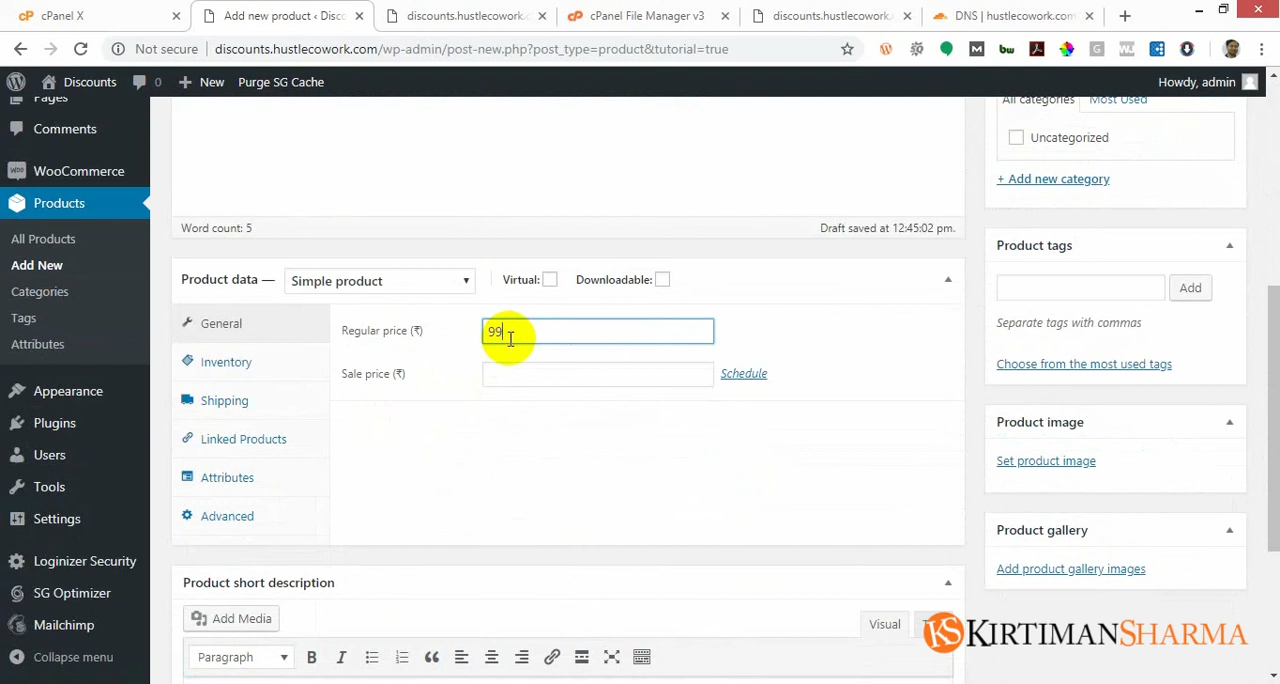 cPanel X
Add new product ‹ Disco
discounts.hustlecowork.com
cPanel File Manager v3
discounts.hustlecowork.
DNS | hustlecowork.com
Not secure
discounts.hustlecowork.com/wp-admin/post-new.php?post_type=product&tutorial=true
Discounts
0
New
Purge SG Cache
Howdy, admin
Pages
Comments
WooCommerce
Products
All Products
Add New
Categories
Tags
Attributes
Appearance
Plugins
Users
Tools
Settings
Loginizer Security
SG Optimizer
Mailchimp
Collapse menu
Word count: 5
Draft saved at 12:45:02 pm.
Product data —
Simple product
Virtual:
Downloadable:
General
Inventory
Shipping
Linked Products
Attributes
Advanced
Regular price (₹)
99
Sale price (₹)
Schedule
Product short description
Add Media
Visual
Paragraph
All categories
Most Used
Uncategorized
+ Add new category
Product tags
Add
Separate tags with commas
Choose from the most used tags
Product image
Set product image
Product gallery
Add product gallery images
KS KIRTIMANSHARMA